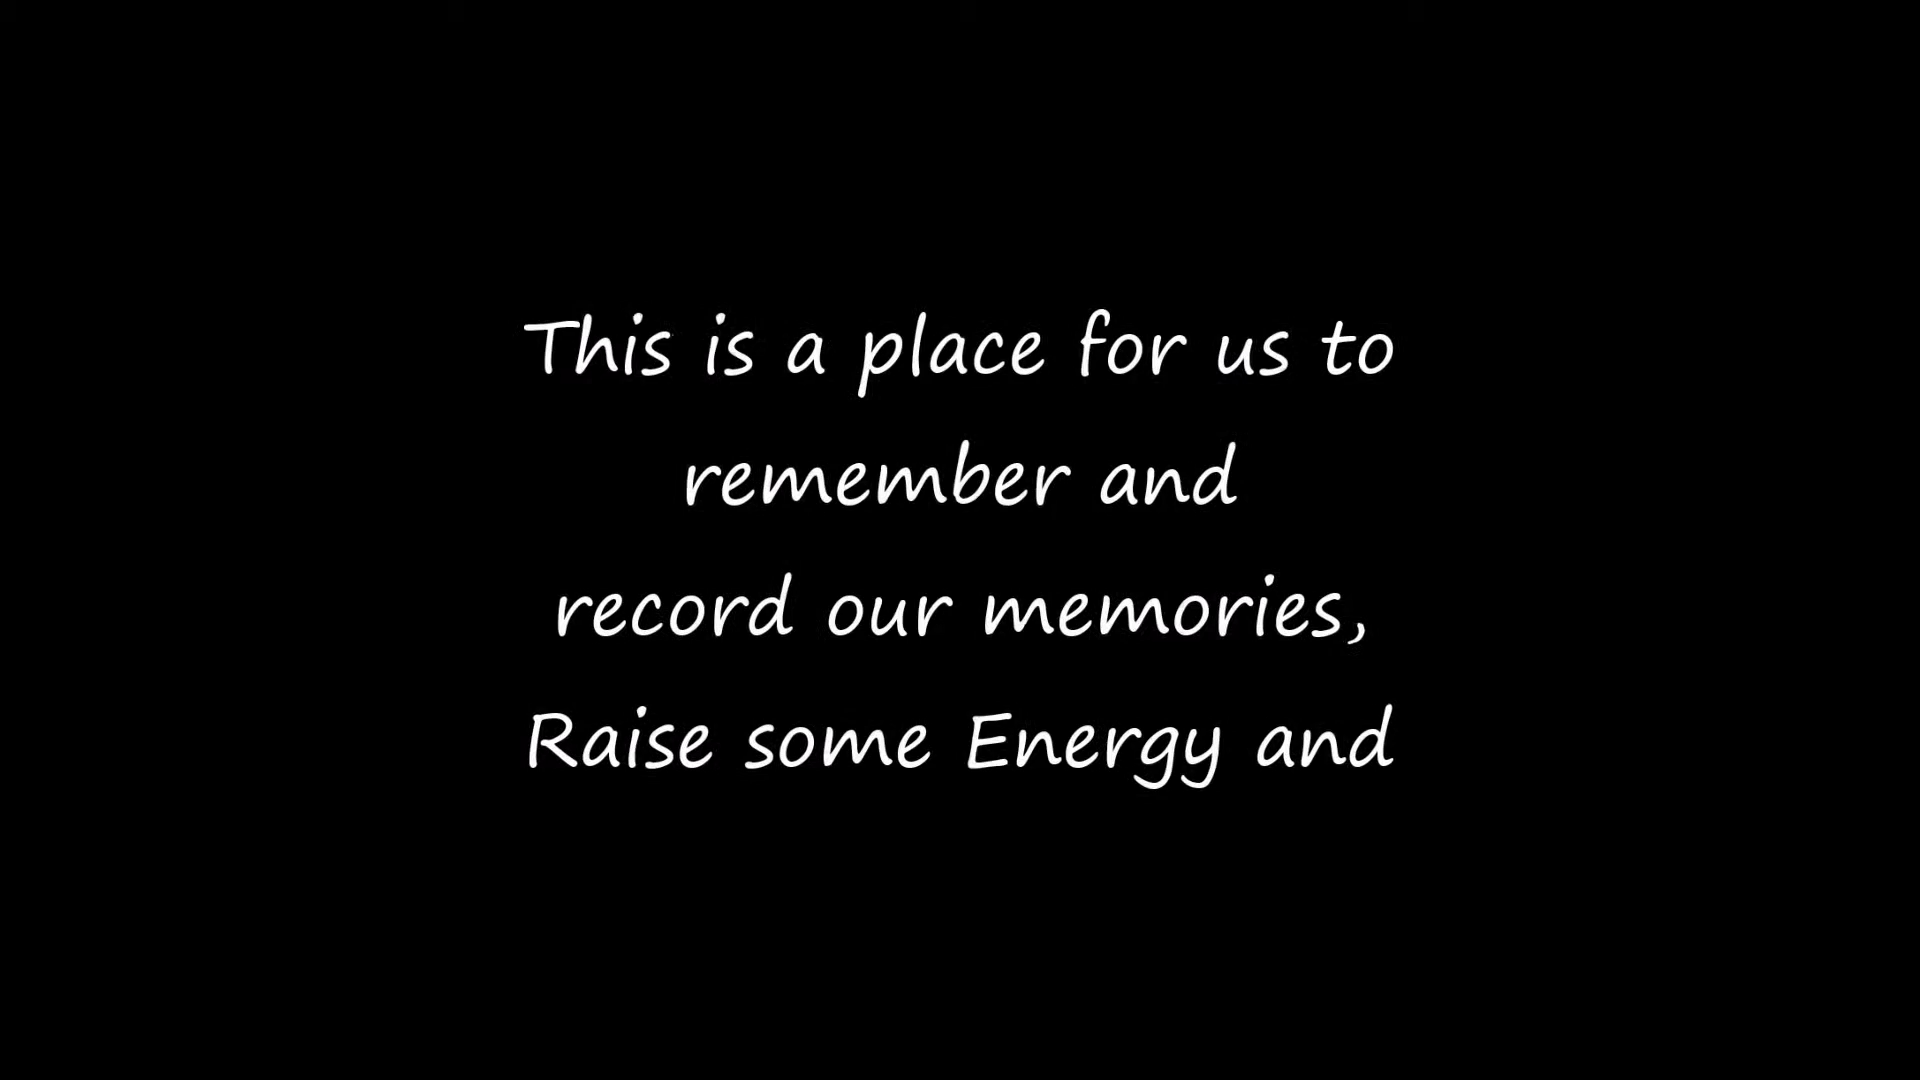 This is a place for us to
remember and
record our memories,
Raise some Energy and